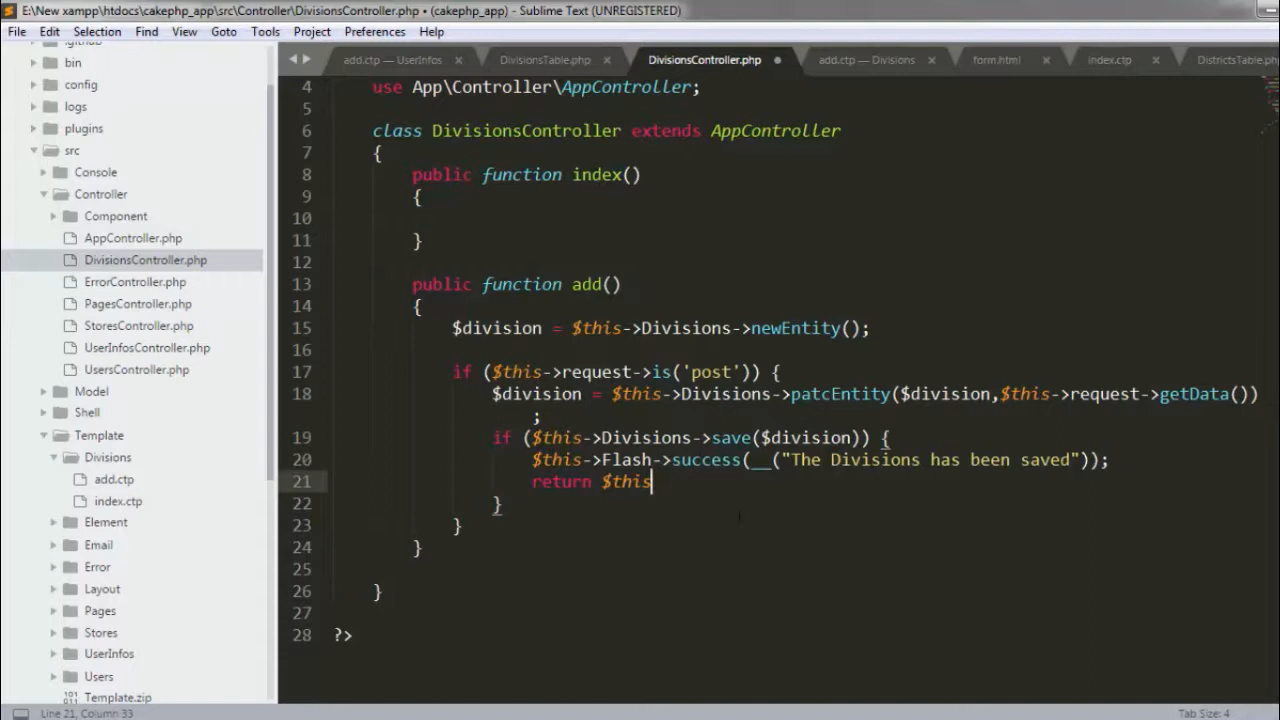 E:\New xampp\htdocs\cakephp_app\src\Controller\DivisionsController.php • (cakephp_app) - Sublime Text (UNREGISTERED)
File Edit Selection Find View Goto Tools Project Preferences Help
.github
bin
config
logs
plugins
src
Console
Controller
Component
AppController.php
DivisionsController.php
ErrorController.php
PagesController.php
StoresController.php
UserInfosController.php
UsersController.php
Model
Shell
Template
Divisions
add.ctp
index.ctp
Element
Email
Error
Layout
Pages
Stores
UserInfos
Users
Template.zip
add.ctp — UserInfos DivisionsTable.php DivisionsController.php add.ctp — Divisions form.html index.ctp DistrictsTable.php
4 use App\Controller\AppController;
5
6 class DivisionsController extends AppController
7 {
8 public function index()
9 {
10
11 }
12
13 public function add()
14 {
15 $division = $this->Divisions->newEntity();
16
17 if ($this->request->is('post')) {
18 $division = $this->Divisions->patcEntity($division,$this->request->getData())
;
19 if ($this->Divisions->save($division)) {
20 $this->Flash->success(__("The Divisions has been saved"));
21 return $this
22 }
23 }
24 }
25
26 }
27
28 ?>
Line 21, Column 33 Tab Size: 4